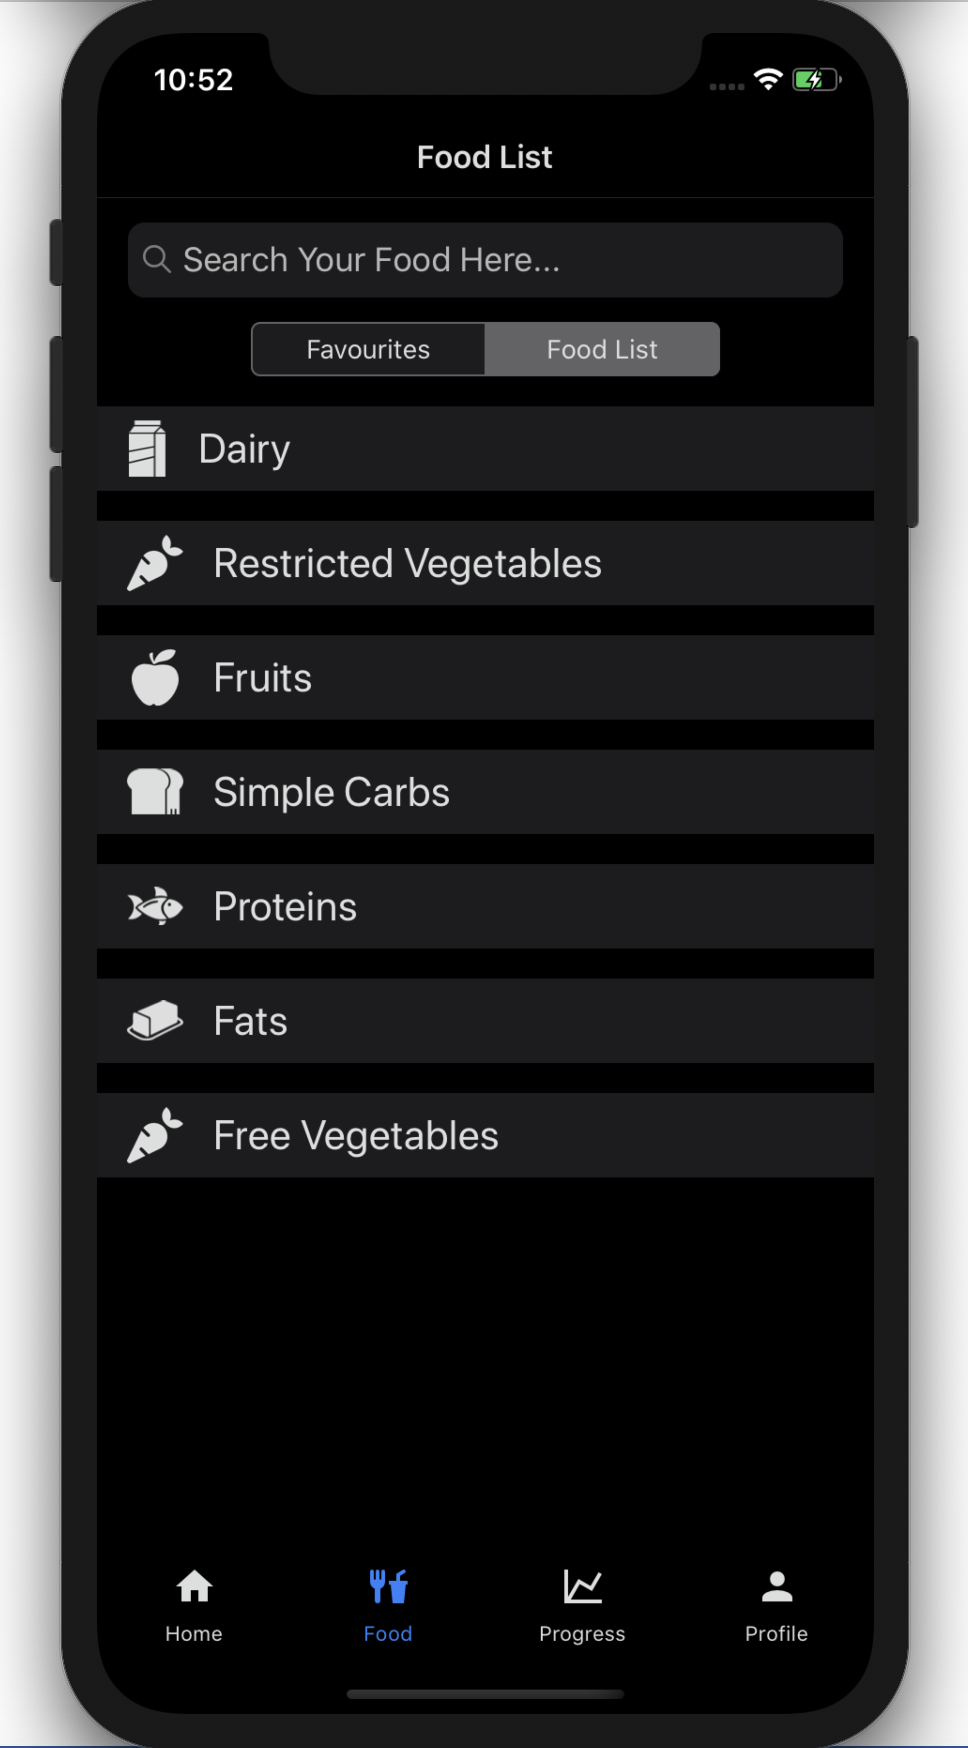 10:52
Food List
Search Your Food Here...
Favourites
Food List
Dairy
Restricted Vegetables
Fruits
Simple Carbs
Proteins
Fats
Free Vegetables
Home
Food
Progress
Profile